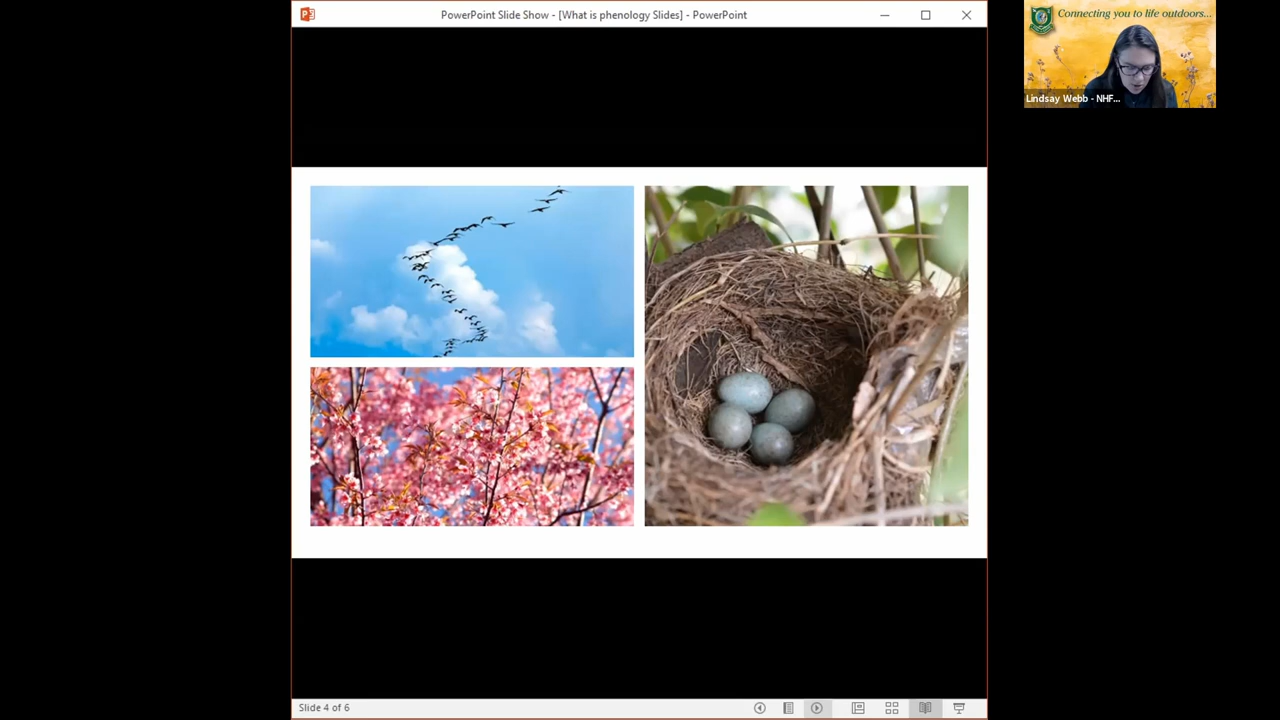 PowerPoint Slide Show - [What is phenology Slides] - PowerPoint
Connecting you to life outdoors...
Lindsay Webb - NHF...
Slide 4 of 6